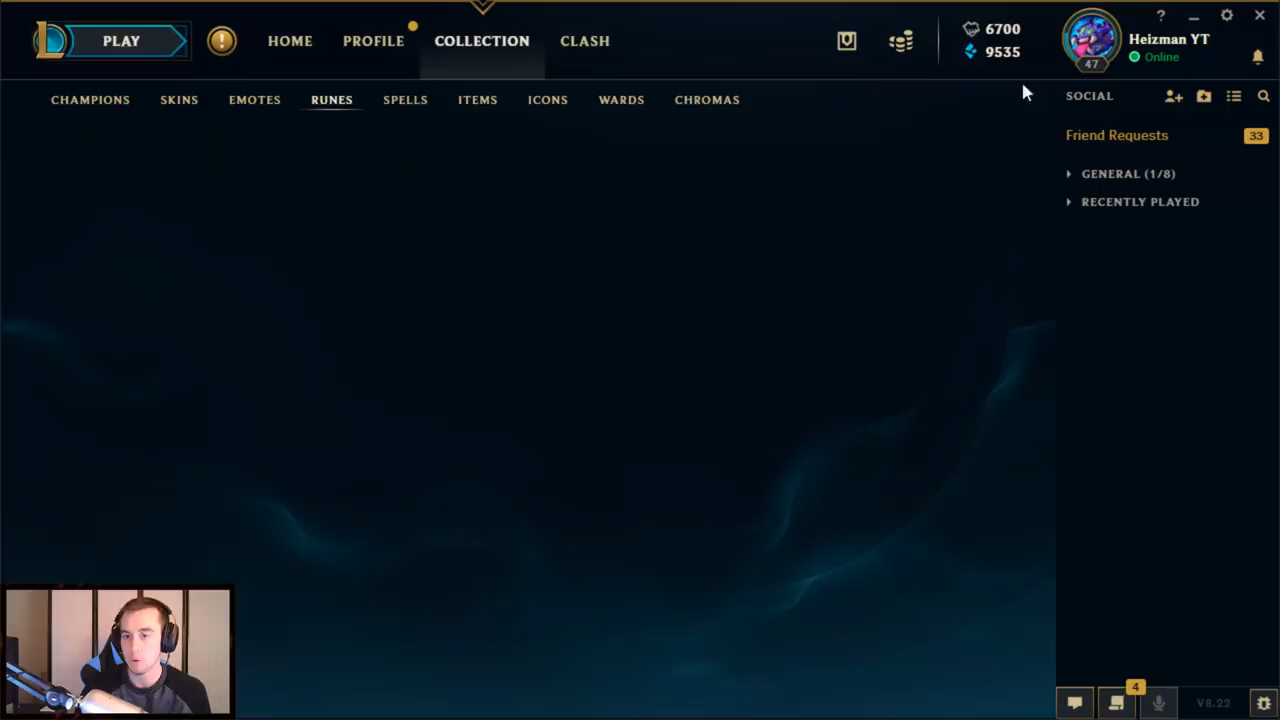 PLAY
HOME
PROFILE
COLLECTION
CLASH
6700
9535
47
Heizman YT
Online
?
CHAMPIONS
SKINS
EMOTES
RUNES
SPELLS
ITEMS
ICONS
WARDS
CHROMAS
SOCIAL
Friend Requests
33
GENERAL (1/8)
RECENTLY PLAYED
4
V8.22